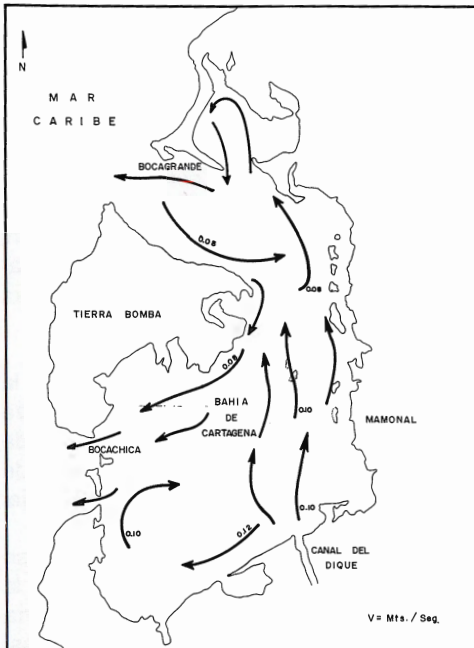 N
MAR
CARIBE
BOCAGRANDE
0.08
0.08
TIERRA BOMBA
0.08
BAHIA
DE
CARTAGENA
0.10
MAMONAL
BOCACHICA
0.10
0.10
0.12
CANAL DEL
DIQUE
V= Mts. / Seg.